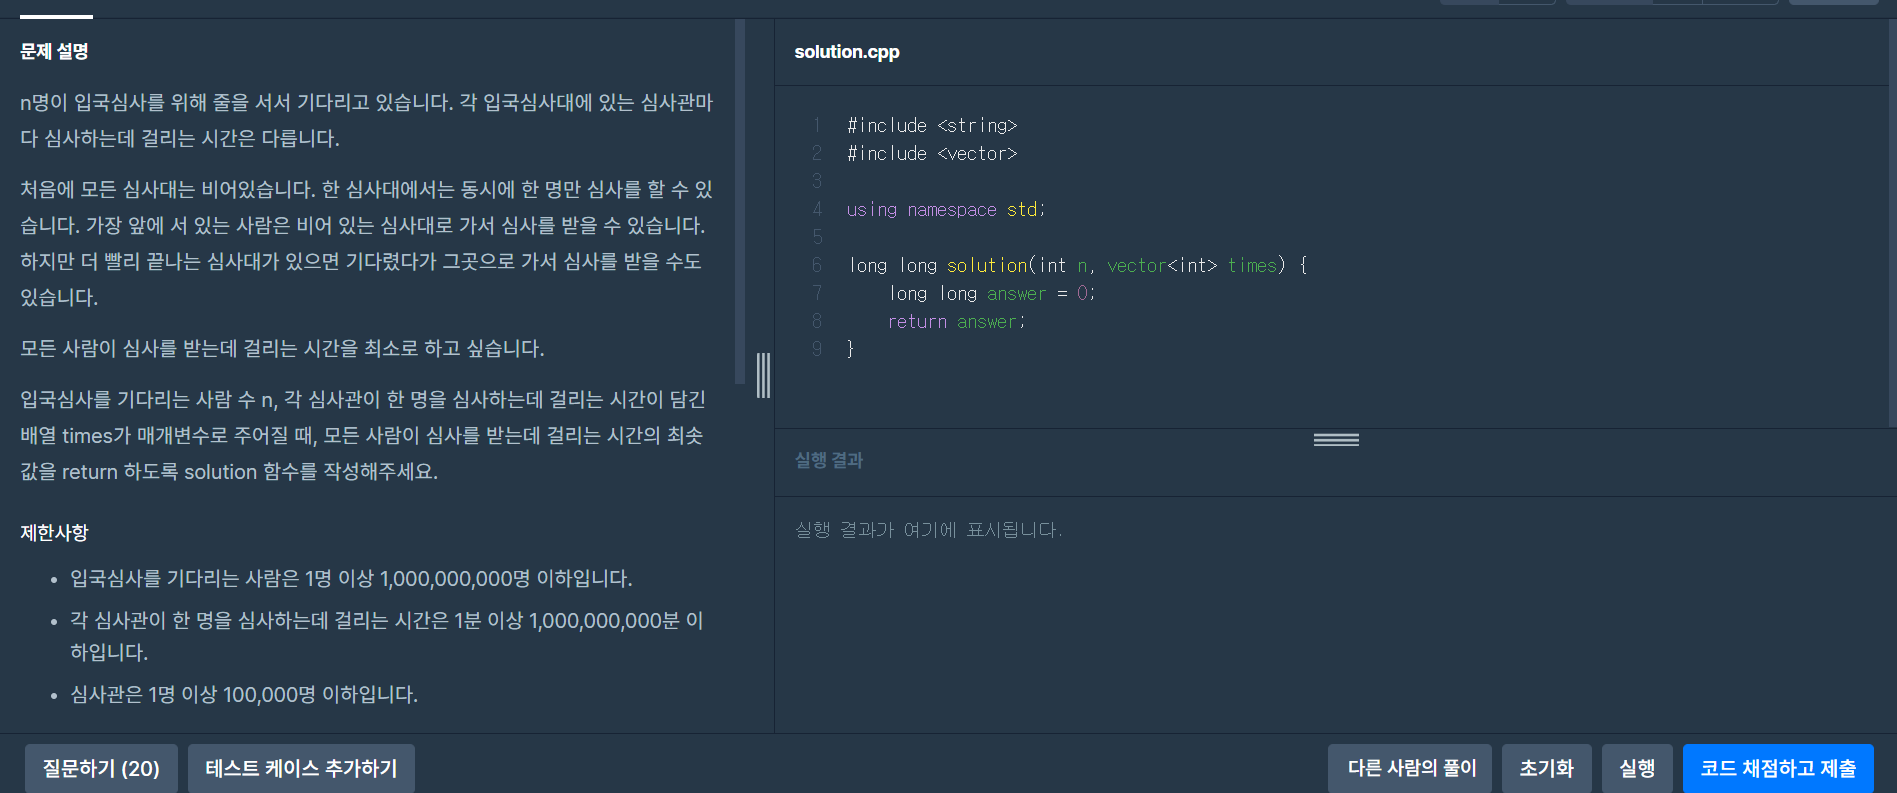 문제 설명
n명이 입국심사를 위해 줄을 서서 기다리고 있습니다. 각 입국심사대에 있는 심사관마
다 심사하는데 걸리는 시간은 다릅니다.
처음에 모든 심사대는 비어있습니다. 한 심사대에서는 동시에 한 명만 심사를 할 수 있
습니다. 가장 앞에 서 있는 사람은 비어 있는 심사대로 가서 심사를 받을 수 있습니다.
하지만 더 빨리 끝나는 심사대가 있으면 기다렸다가 그곳으로 가서 심사를 받을 수도
있습니다.
모든 사람이 심사를 받는데 걸리는 시간을 최소로 하고 싶습니다.
입국심사를 기다리는 사람 수 n, 각 심사관이 한 명을 심사하는데 걸리는 시간이 담긴
배열 times가 매개변수로 주어질 때, 모든 사람이 심사를 받는데 걸리는 시간의 최솟
값을 return 하도록 solution 함수를 작성해주세요.
제한사항
• 입국심사를 기다리는 사람은 1명 이상 1,000,000,000명 이하입니다.
• 각 심사관이 한 명을 심사하는데 걸리는 시간은 1분 이상 1,000,000,000분 이
하입니다.
• 심사관은 1명 이상 100,000명 이하입니다.
solution.cpp
1 #include <string>
2 #include <vector>
3
4 using namespace std;
5
6 long long solution(int n, vector<int> times) {
7     long long answer = 0;
8     return answer;
9 }
실행 결과
실행 결과가 여기에 표시됩니다.
질문하기 (20)
테스트 케이스 추가하기
다른 사람의 풀이
초기화
실행
코드 채점하고 제출